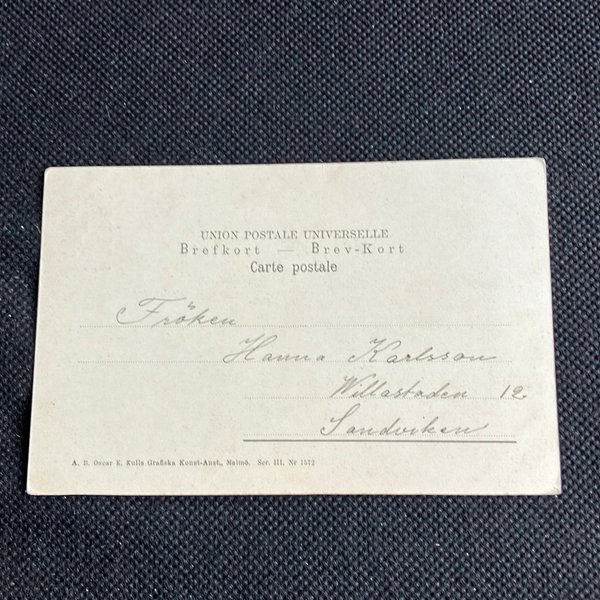 UNION POSTALE UNIVERSELLE
Brefkort — Brev-Kort
Carte postale
Fröken
Hanna Karlsson
Willastaden 12.
Sandviken
A. B. Oscar E. Kulls Grafiska Konst-Anst., Malmö. Ser. III. Nr 1572